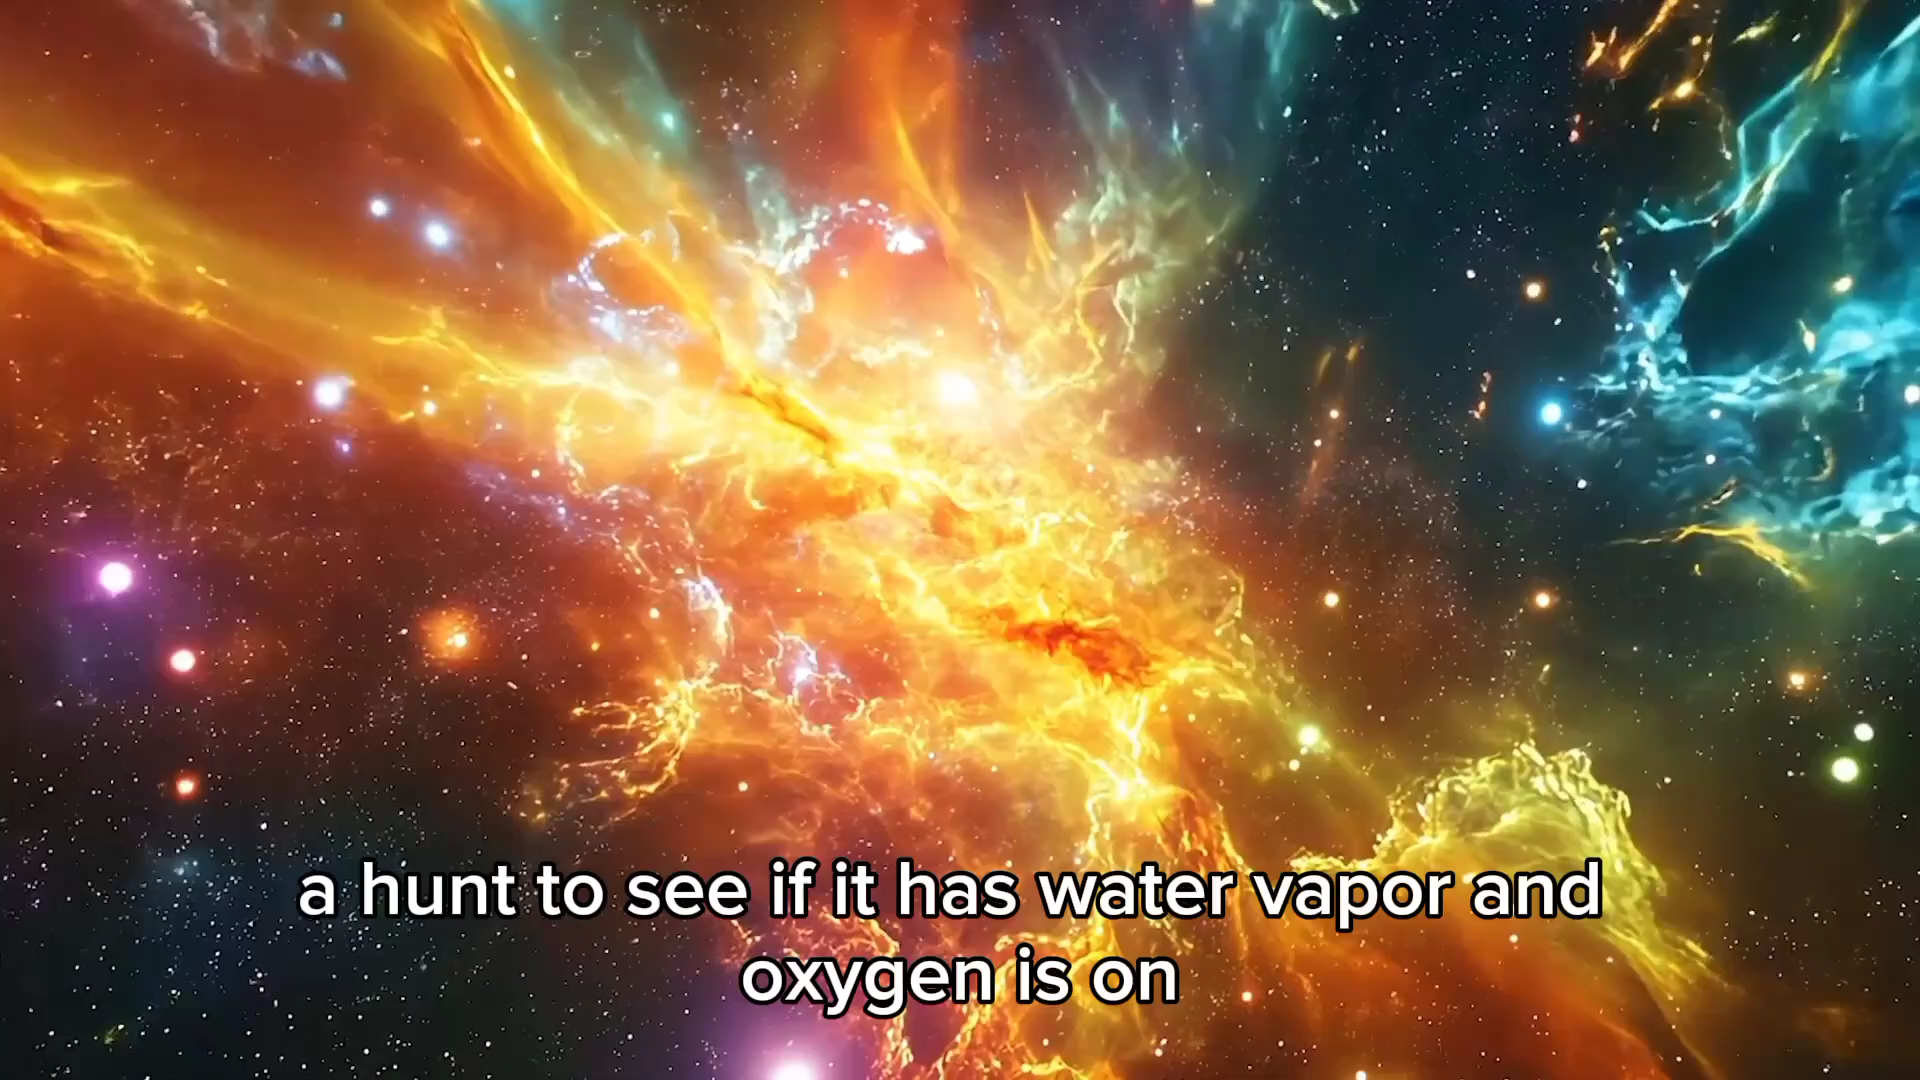 a hunt to see if it has water vapor and
oxygen is on